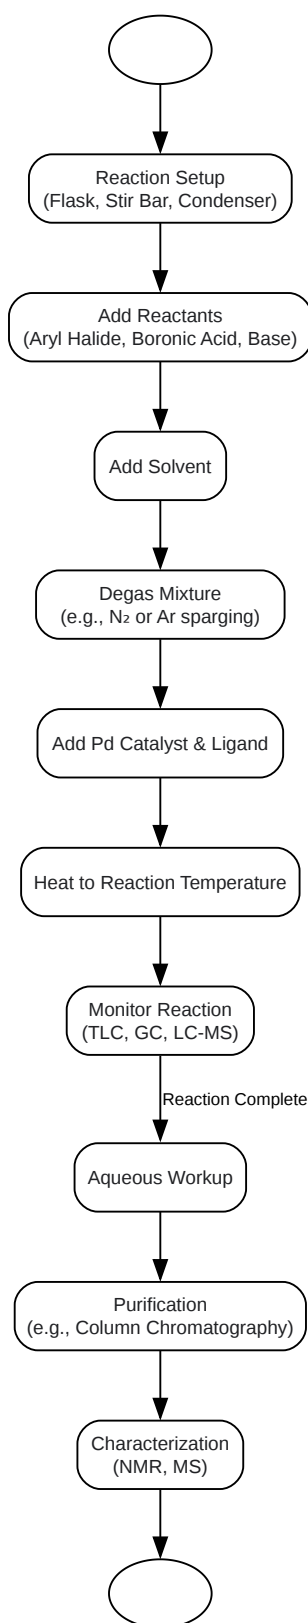 Reaction Setup
(Flask, Stir Bar, Condenser)
Add Reactants
(Aryl Halide, Boronic Acid, Base)
Add Solvent
Degas Mixture
(e.g., N₂ or Ar sparging)
Add Pd Catalyst & Ligand
Heat to Reaction Temperature
Monitor Reaction
(TLC, GC, LC-MS)
Reaction Complete
Aqueous Workup
Purification
(e.g., Column Chromatography)
Characterization
(NMR, MS)